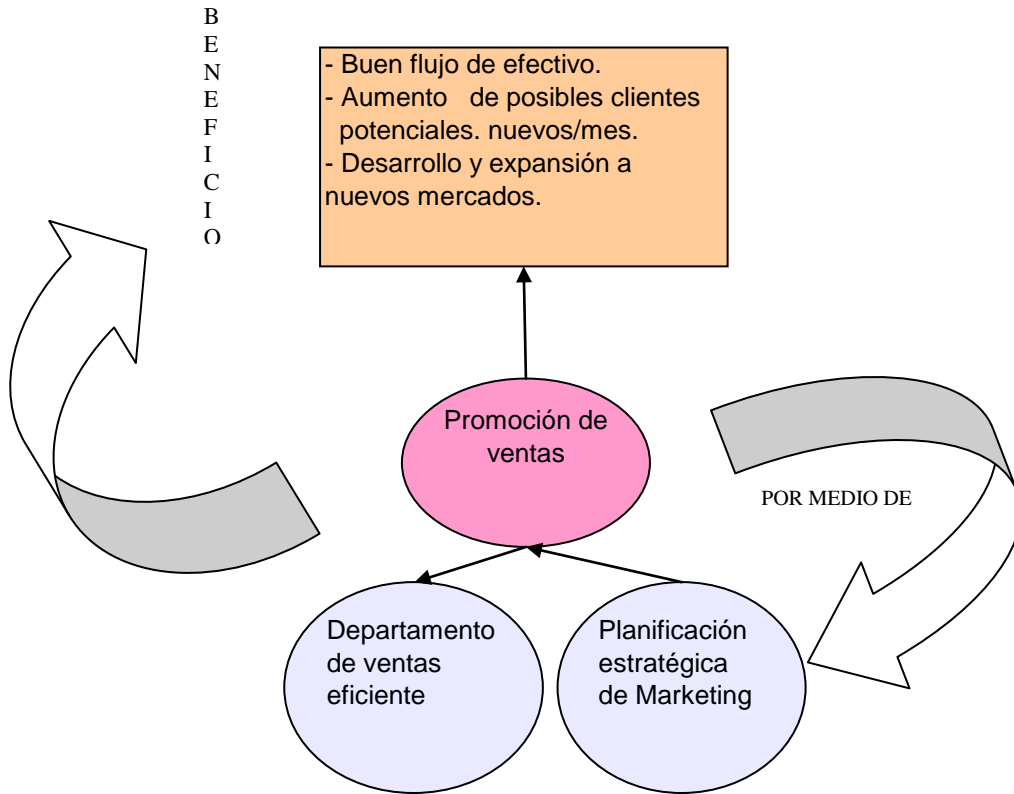 B
E
N
E
F
I
C
I
O
- Buen flujo de efectivo.
- Aumento de posibles clientes
potenciales. nuevos/mes.
- Desarrollo y expansión a
nuevos mercados.
Promoción de
ventas
POR MEDIO DE
Departamento
de ventas
eficiente
Planificación
estratégica
de Marketing